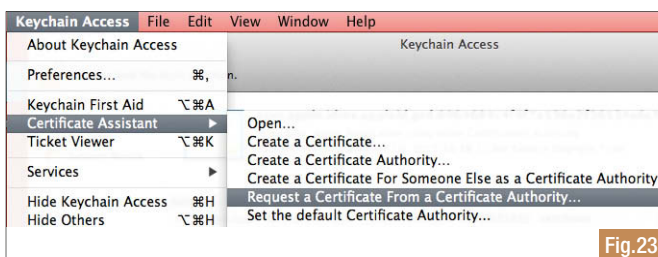 Keychain Access File Edit View Window Help
About Keychain Access
Keychain Access
Preferences... ⌘,
n.
Keychain First Aid ⌥⌘A
Certificate Assistant ▶
Ticket Viewer ⌥⌘K
Services ▶
Hide Keychain Access ⌘H
Hide Others ⌥⌘H
Open...
Create a Certificate...
Create a Certificate Authority...
Create a Certificate For Someone Else as a Certificate Authority
Request a Certificate From a Certificate Authority...
Set the default Certificate Authority...
Fig.23